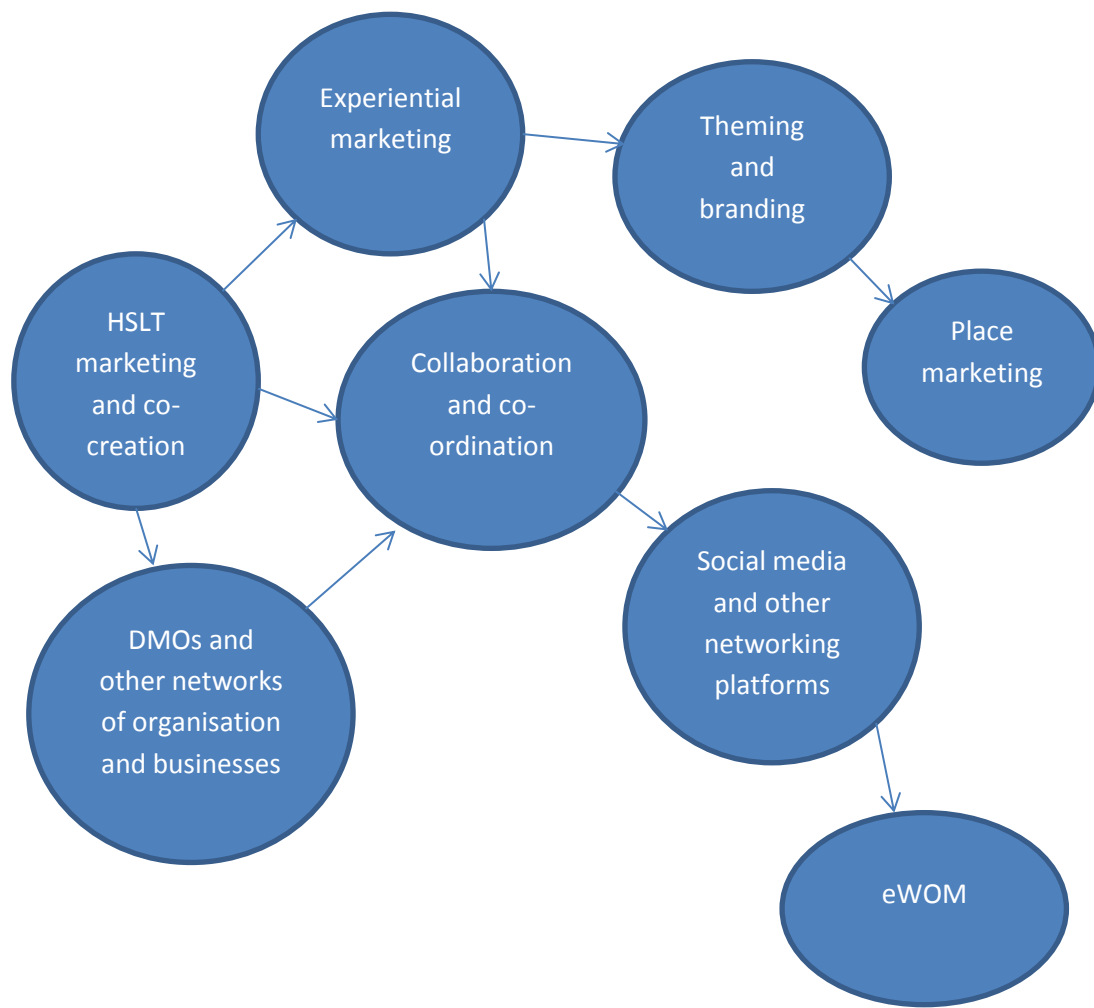 Experiential
marketing
Theming
and
branding
HSLT
marketing
and co-
creation
Collaboration
and co-
ordination
Place
marketing
DMOs and
other networks
of organisation
and businesses
Social media
and other
networking
platforms
eWOM